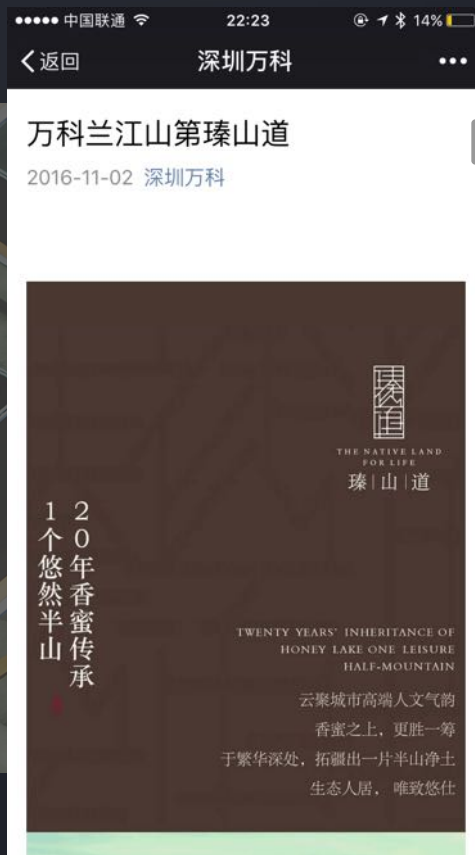 中国联通 22:23 14%
返回 深圳万科
万科兰江山第瑧山道
2016-11-02 深圳万科
瑧山道
THE NATIVE LAND
FOR LIFE
瑧|山|道
20年香蜜传承
1个悠然半山
TWENTY YEARS' INHERITANCE OF
HONEY LAKE ONE LEISURE
HALF-MOUNTAIN
云聚城市高端人文气韵
香蜜之上，更胜一筹
于繁华深处，拓疆出一片半山净土
生态人居，唯致悠仕